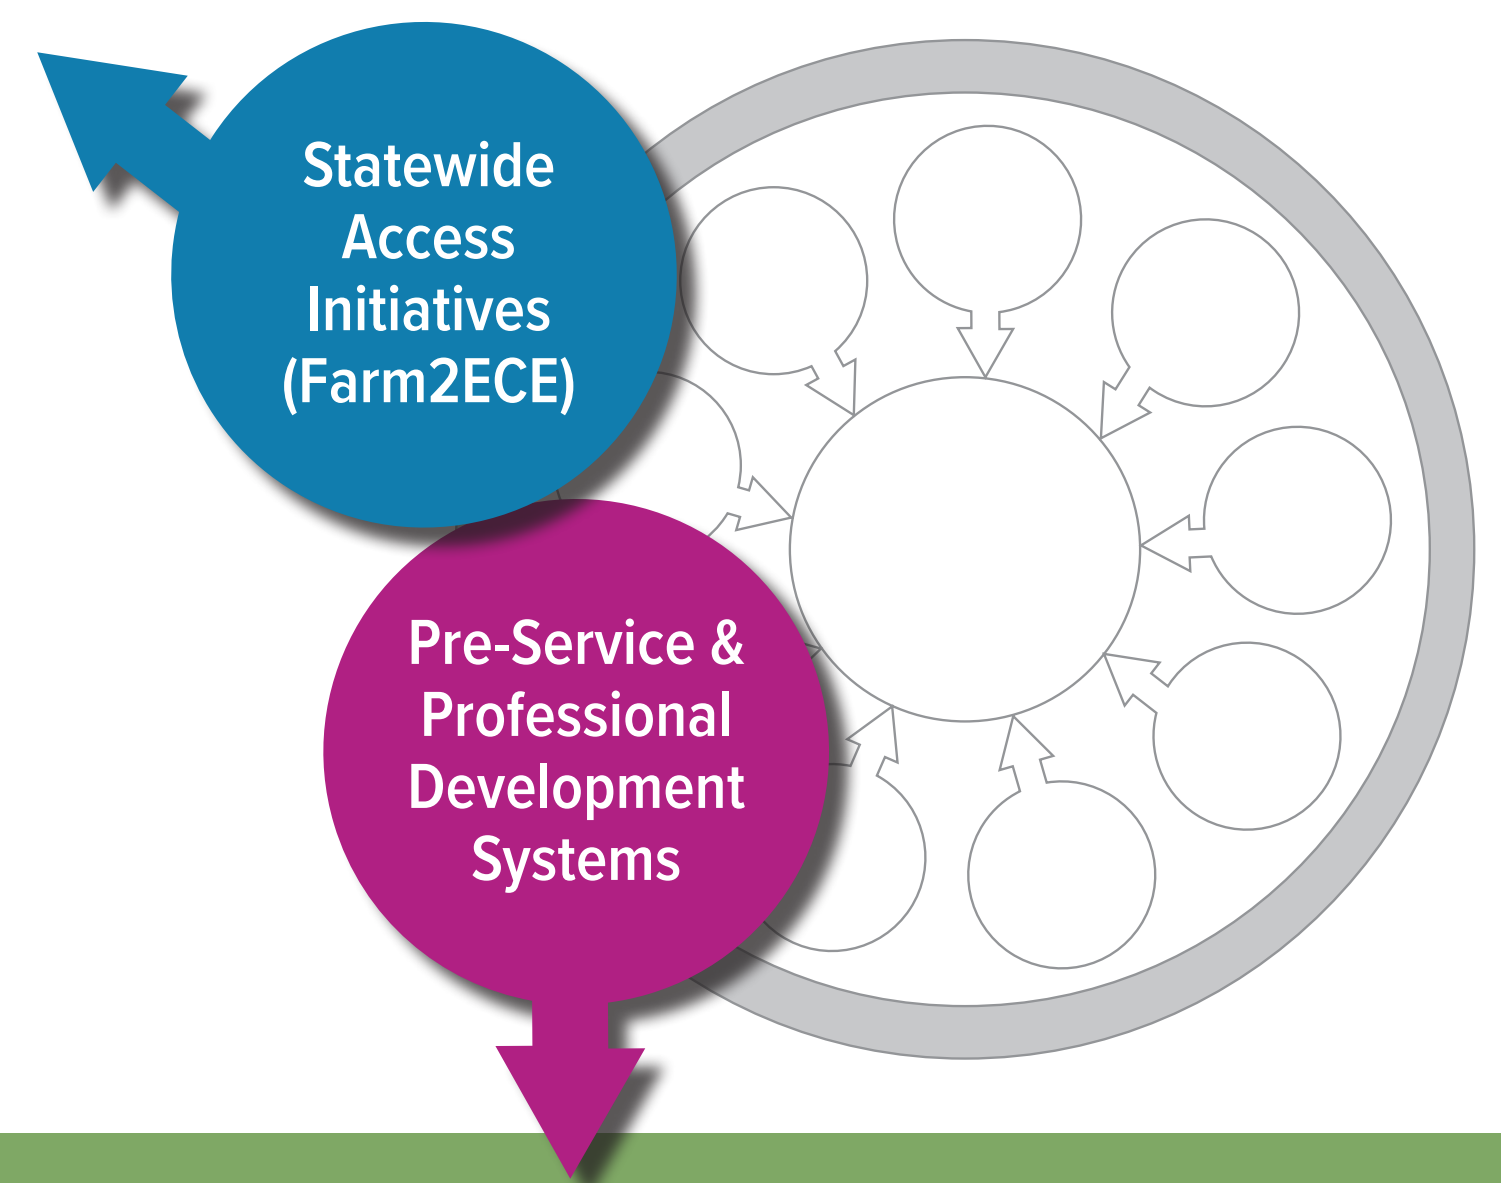 Statewide
Access
Initiatives
(Farm2ECE)
Pre-Service &
Professional
Development
Systems